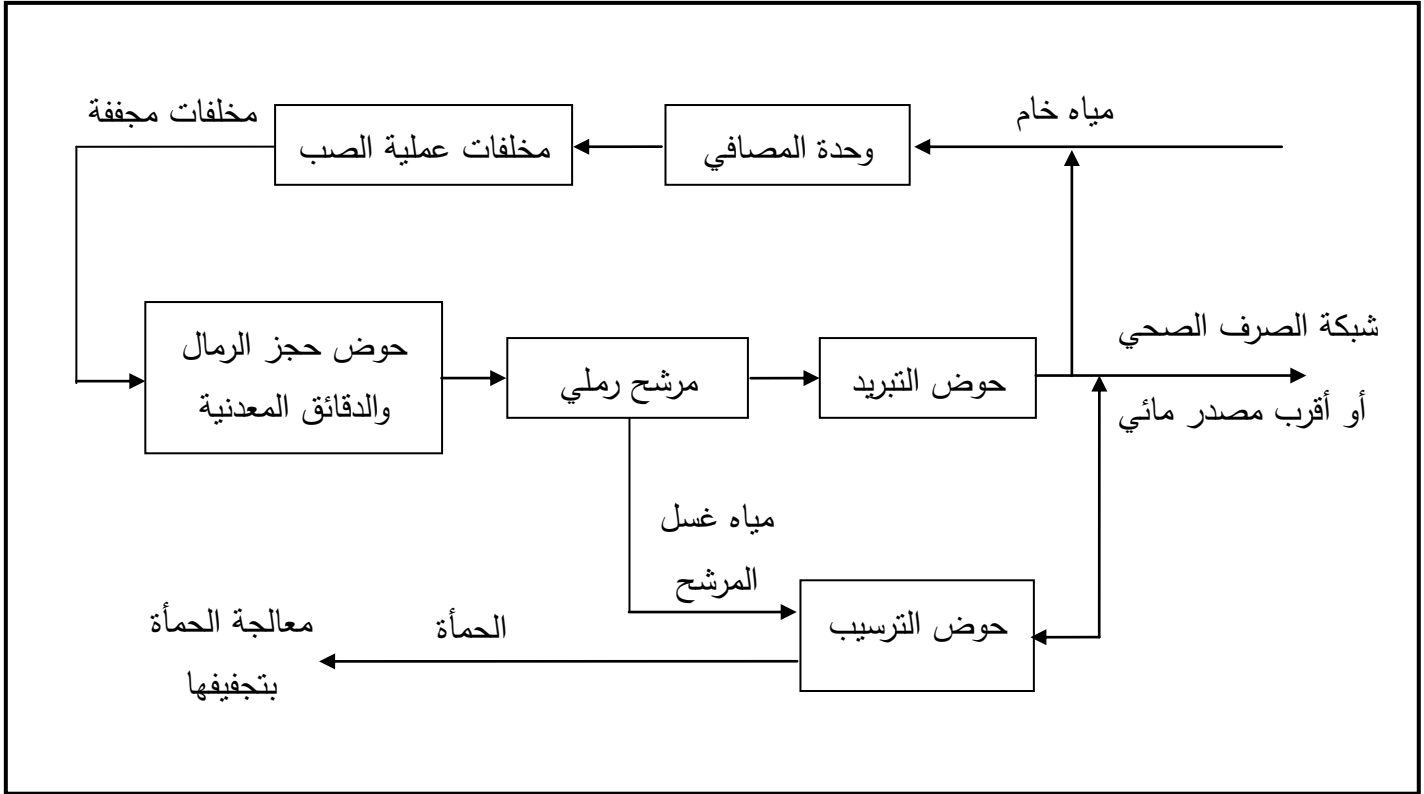 مياه خام
وحدة المصافي
مخلفات عملية الصب
مخلفات مجففة
حوض حجز الرمال
والدقائق المعدنية
مرشح رملي
حوض التبريد
شبكة الصرف الصحي
أو أقرب مصدر مائي
مياه غسل
المرشح
حوض الترسيب
الحمأة
معالجة الحمأة
بتجفيفها